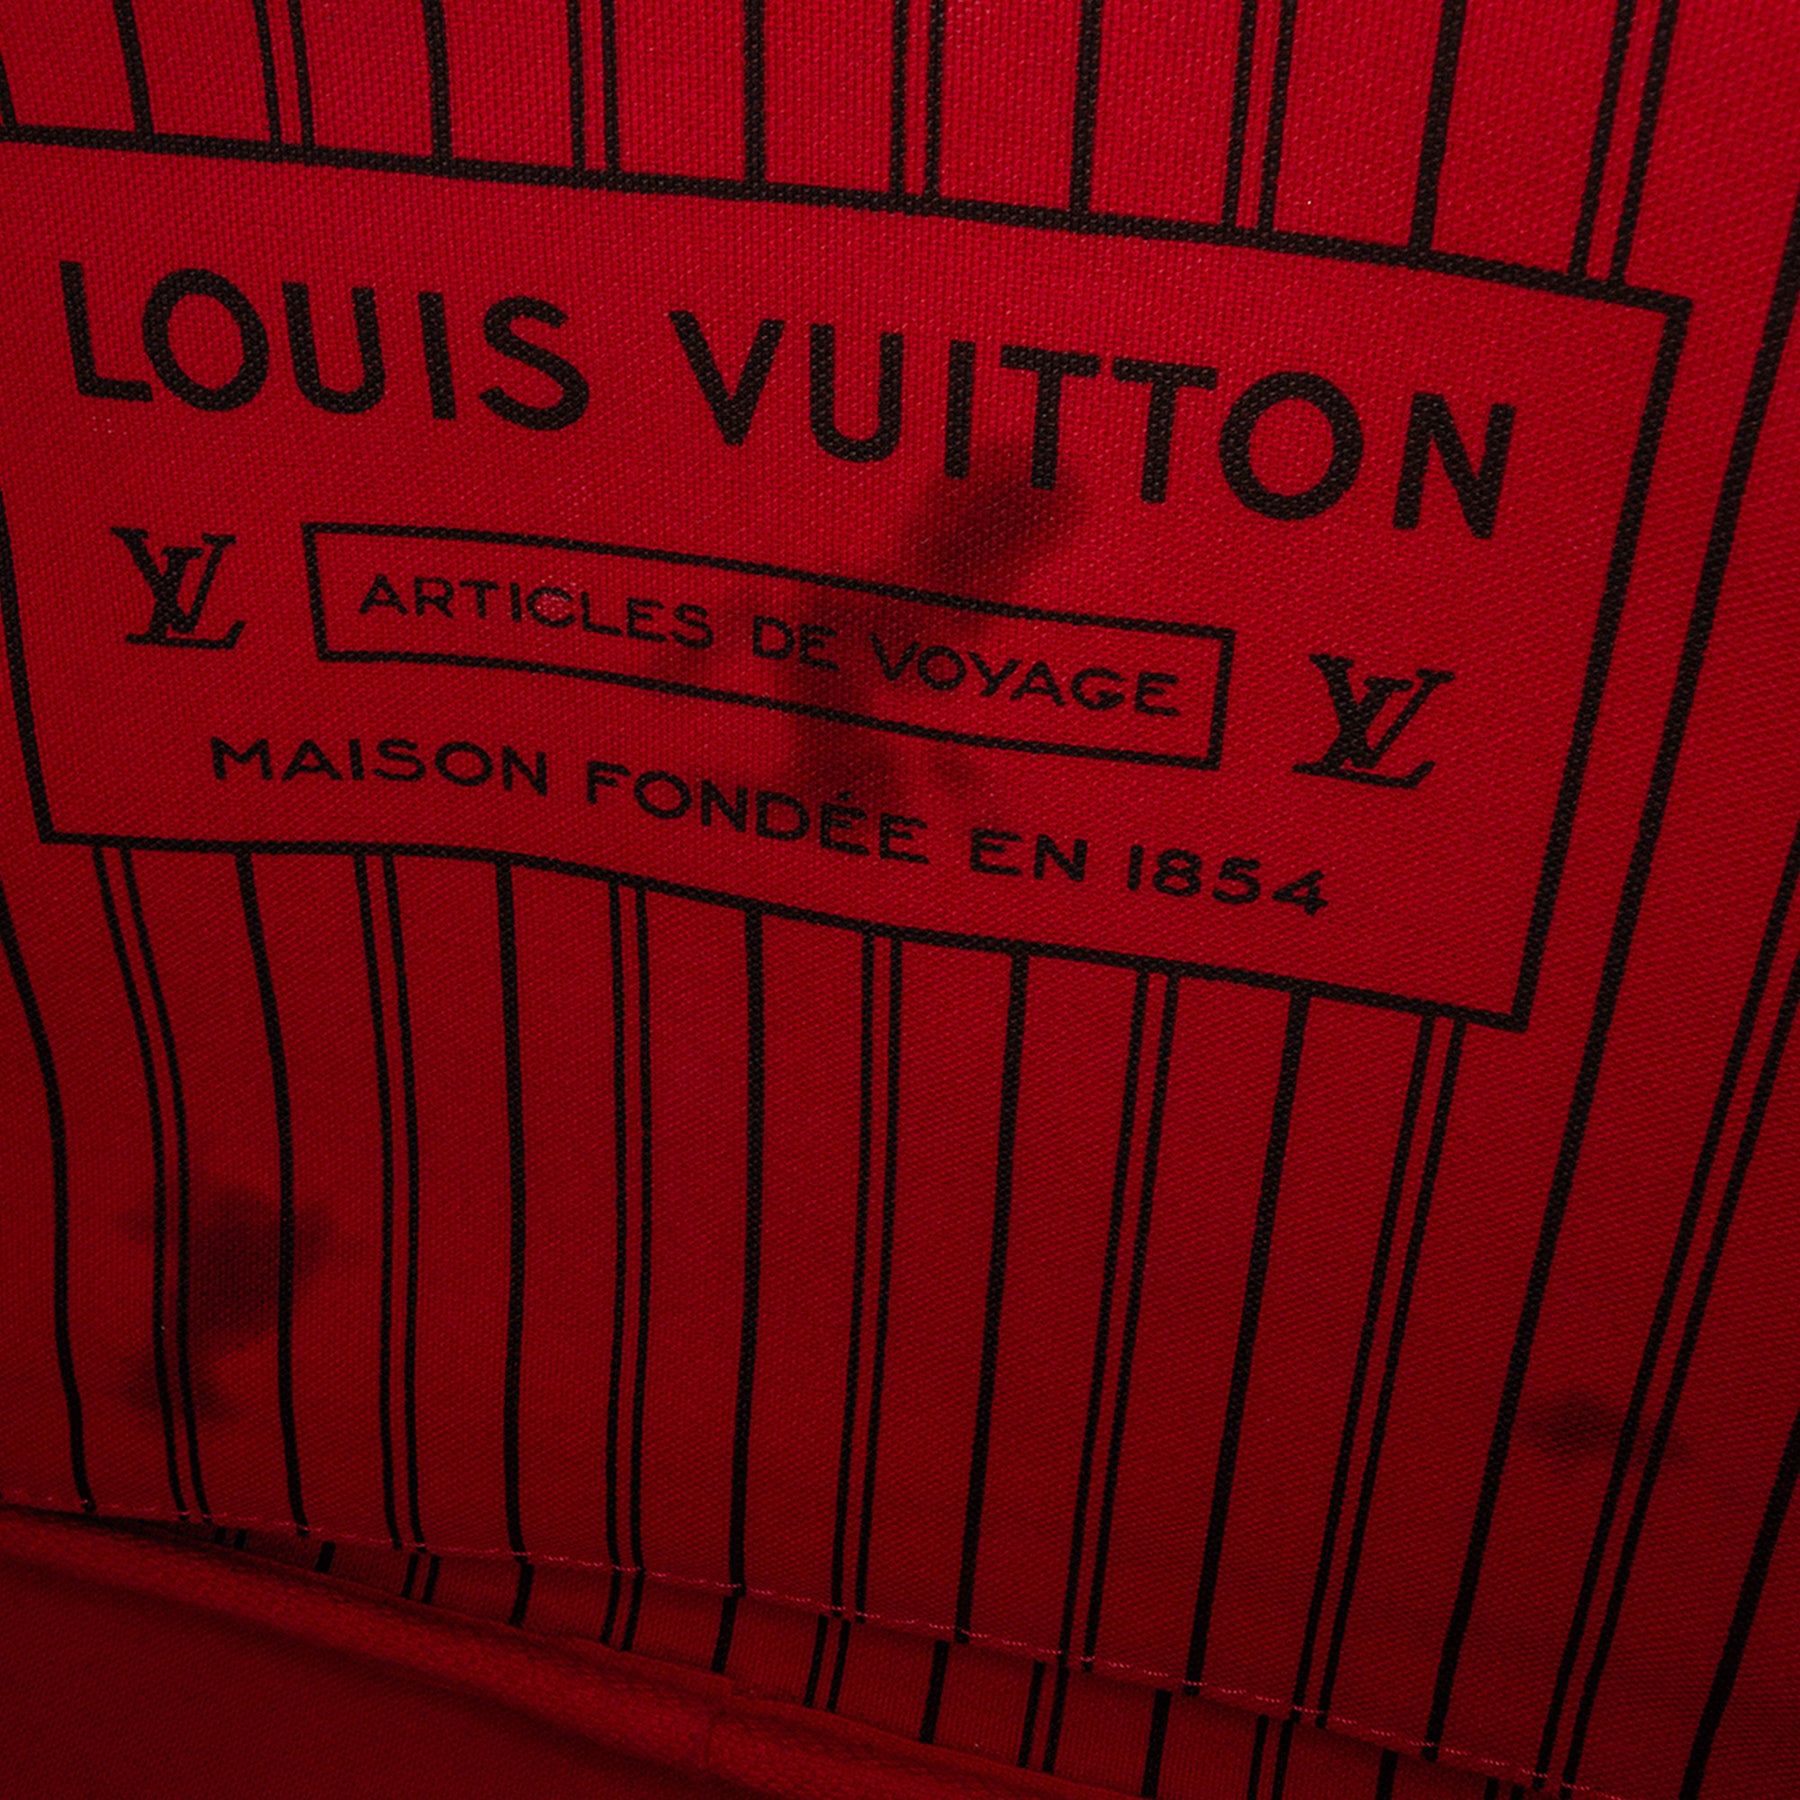 LOUIS VUITTON
LV ARTICLES DE VOYAGE LV
MAISON FONDÉE EN 1854